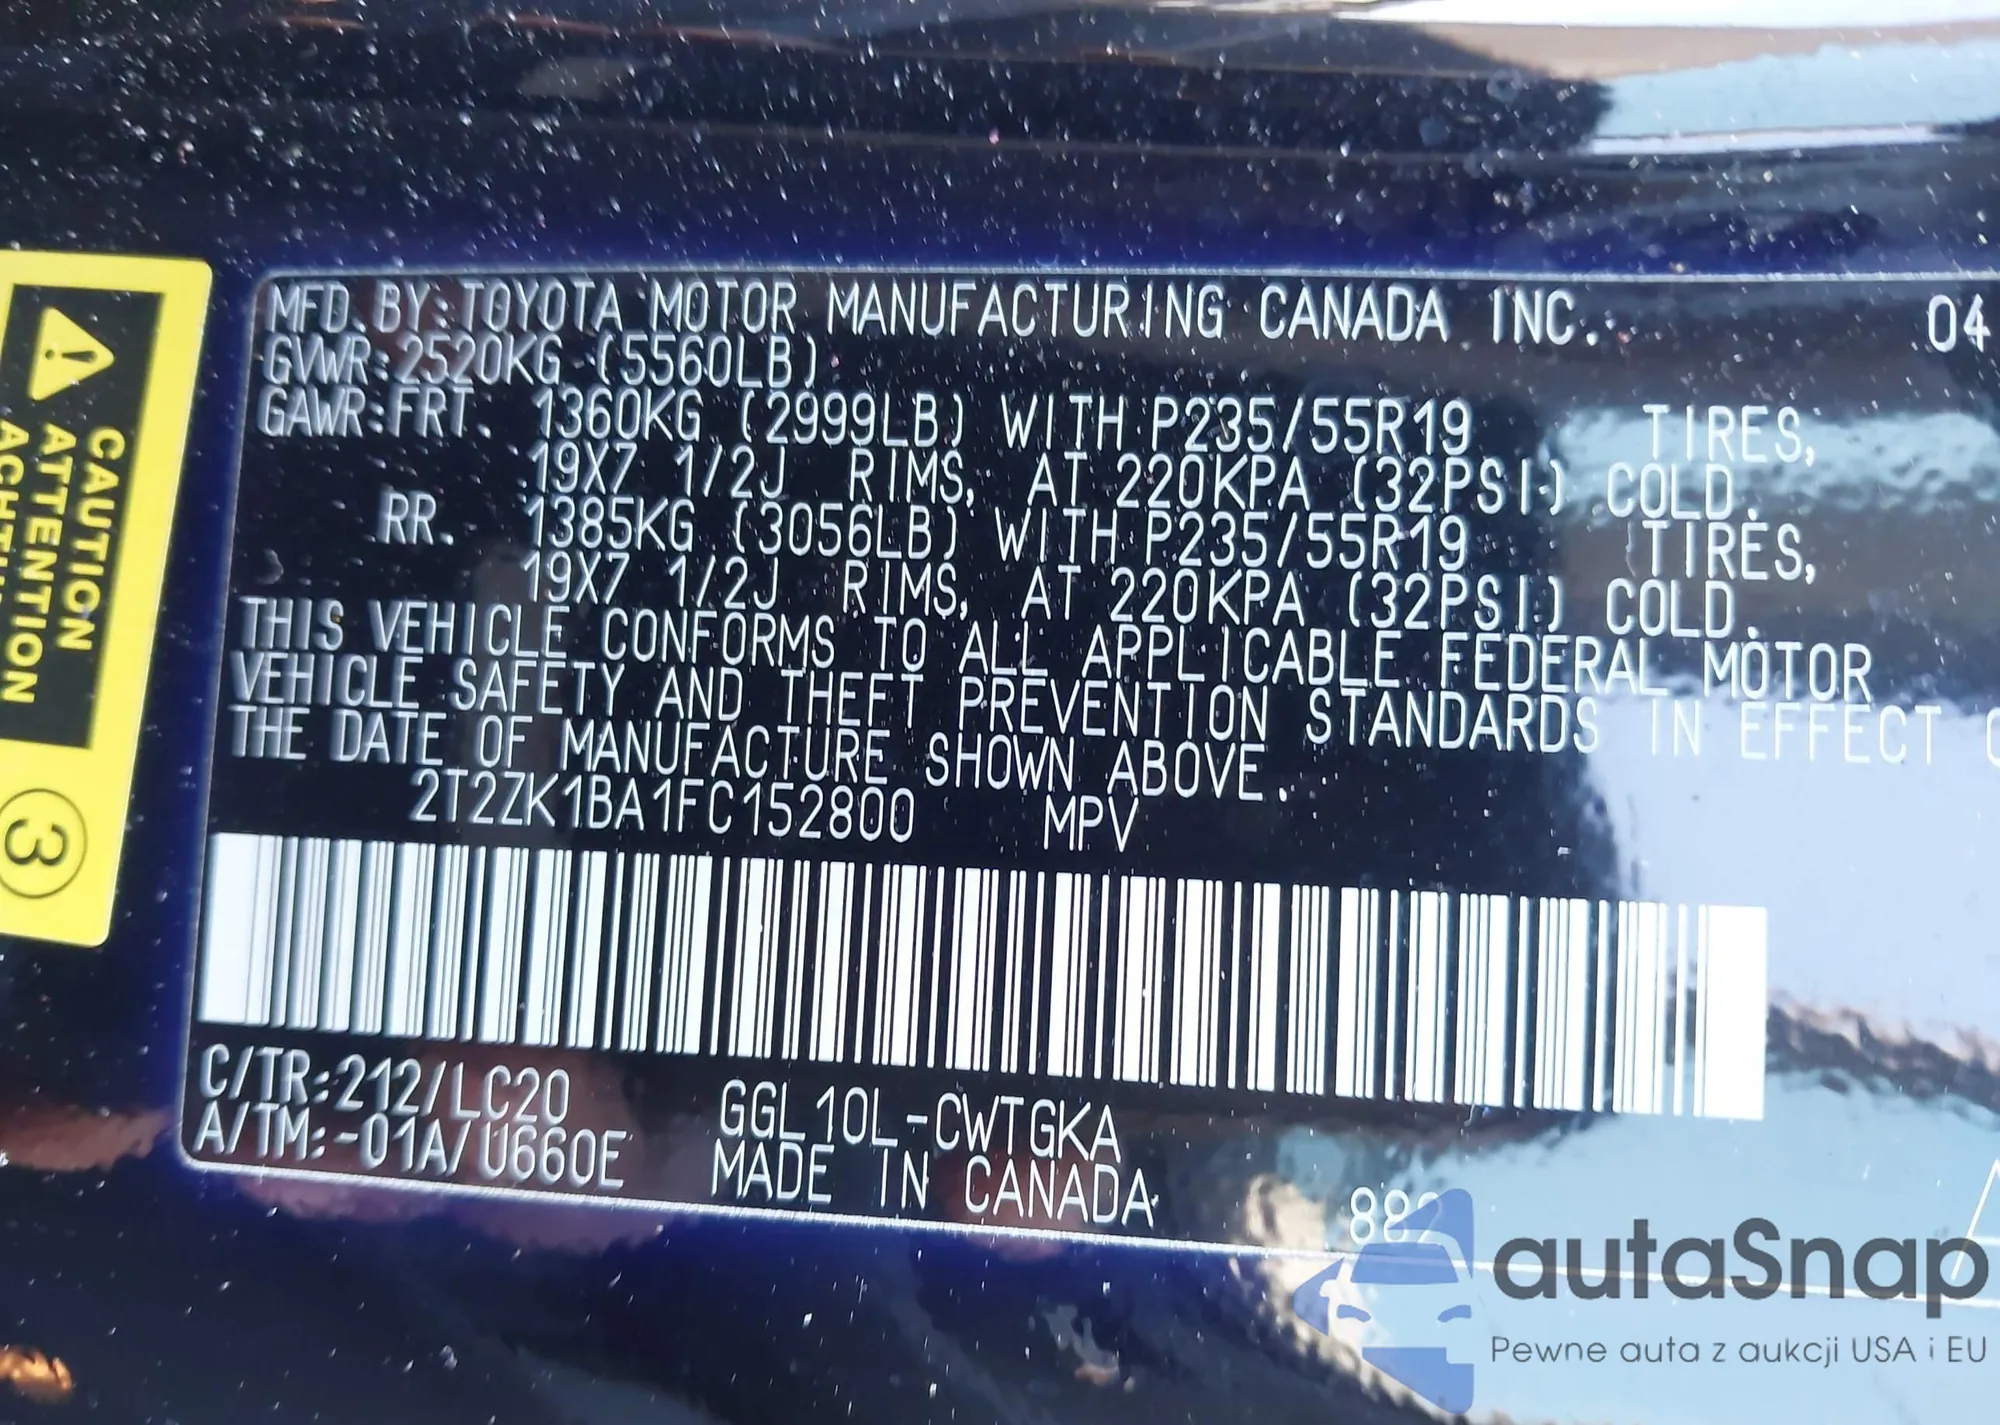 MFD. BY: TOYOTA MOTOR MANUFACTURING CANADA INC. 04
GVWR: 2520KG (5560LB)
GAWR: FRT. 1360KG (2999LB) WITH P235/55R19 TIRES,
19X7 1/2J RIMS, AT 220KPA (32PSI) COLD.
RR. 1385KG (3056LB) WITH P235/55R19 TIRES,
19X7 1/2J RIMS, AT 220KPA (32PSI) COLD.
THIS VEHICLE CONFORMS TO ALL APPLICABLE FEDERAL MOTOR
VEHICLE SAFETY AND THEFT PREVENTION STANDARDS IN EFFECT
THE DATE OF MANUFACTURE SHOWN ABOVE.
2T2ZK1BA1FC152800 MPV
C/TR: 212/LC20 GGL10L-CWTGKA
A/TM: -01A/U660E MADE IN CANADA
CAUTION
ATTENTION
3
autaSnap
Pewne auta z aukcji USA i EU